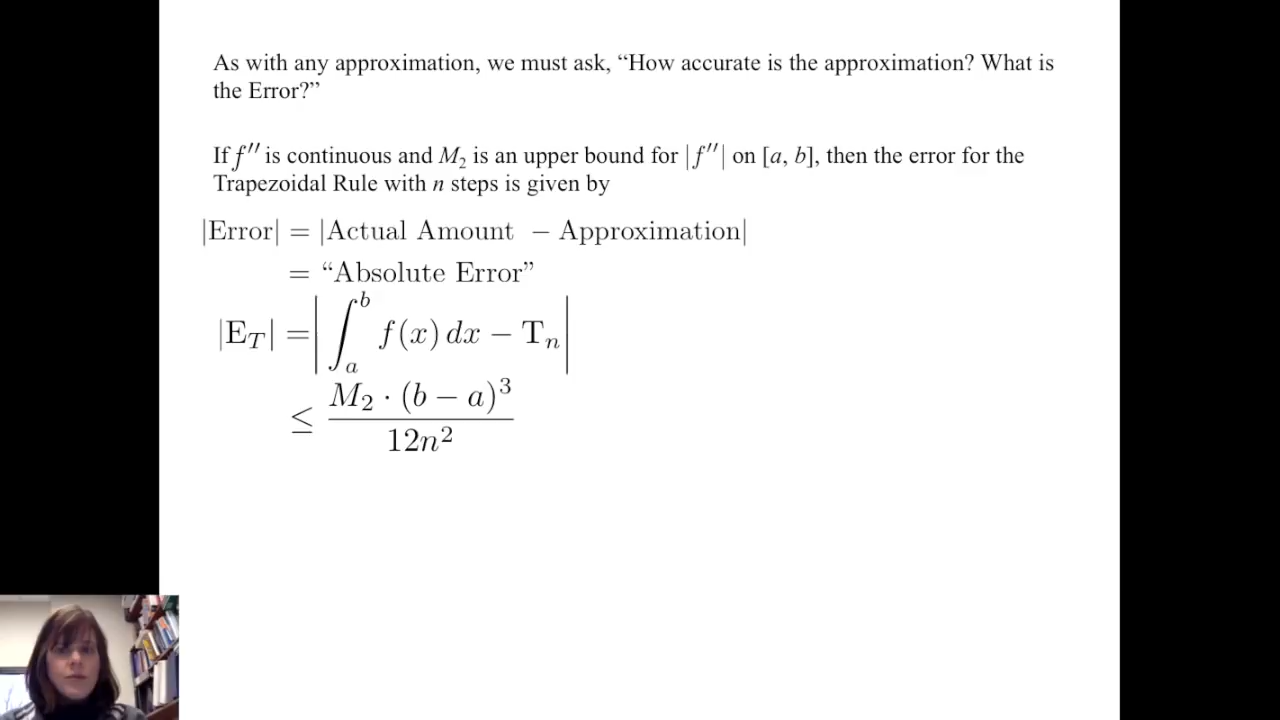 As with any approximation, we must ask, “How accurate is the approximation? What is
the Error?”
If f″ is continuous and M₂ is an upper bound for |f″| on [a, b], then the error for the
Trapezoidal Rule with n steps is given by
|Error| = |Actual Amount − Approximation|
= “Absolute Error”
|E_T| = |∫_a^b f(x) dx − T_n|
≤ M₂ · (b − a)³ / 12n²